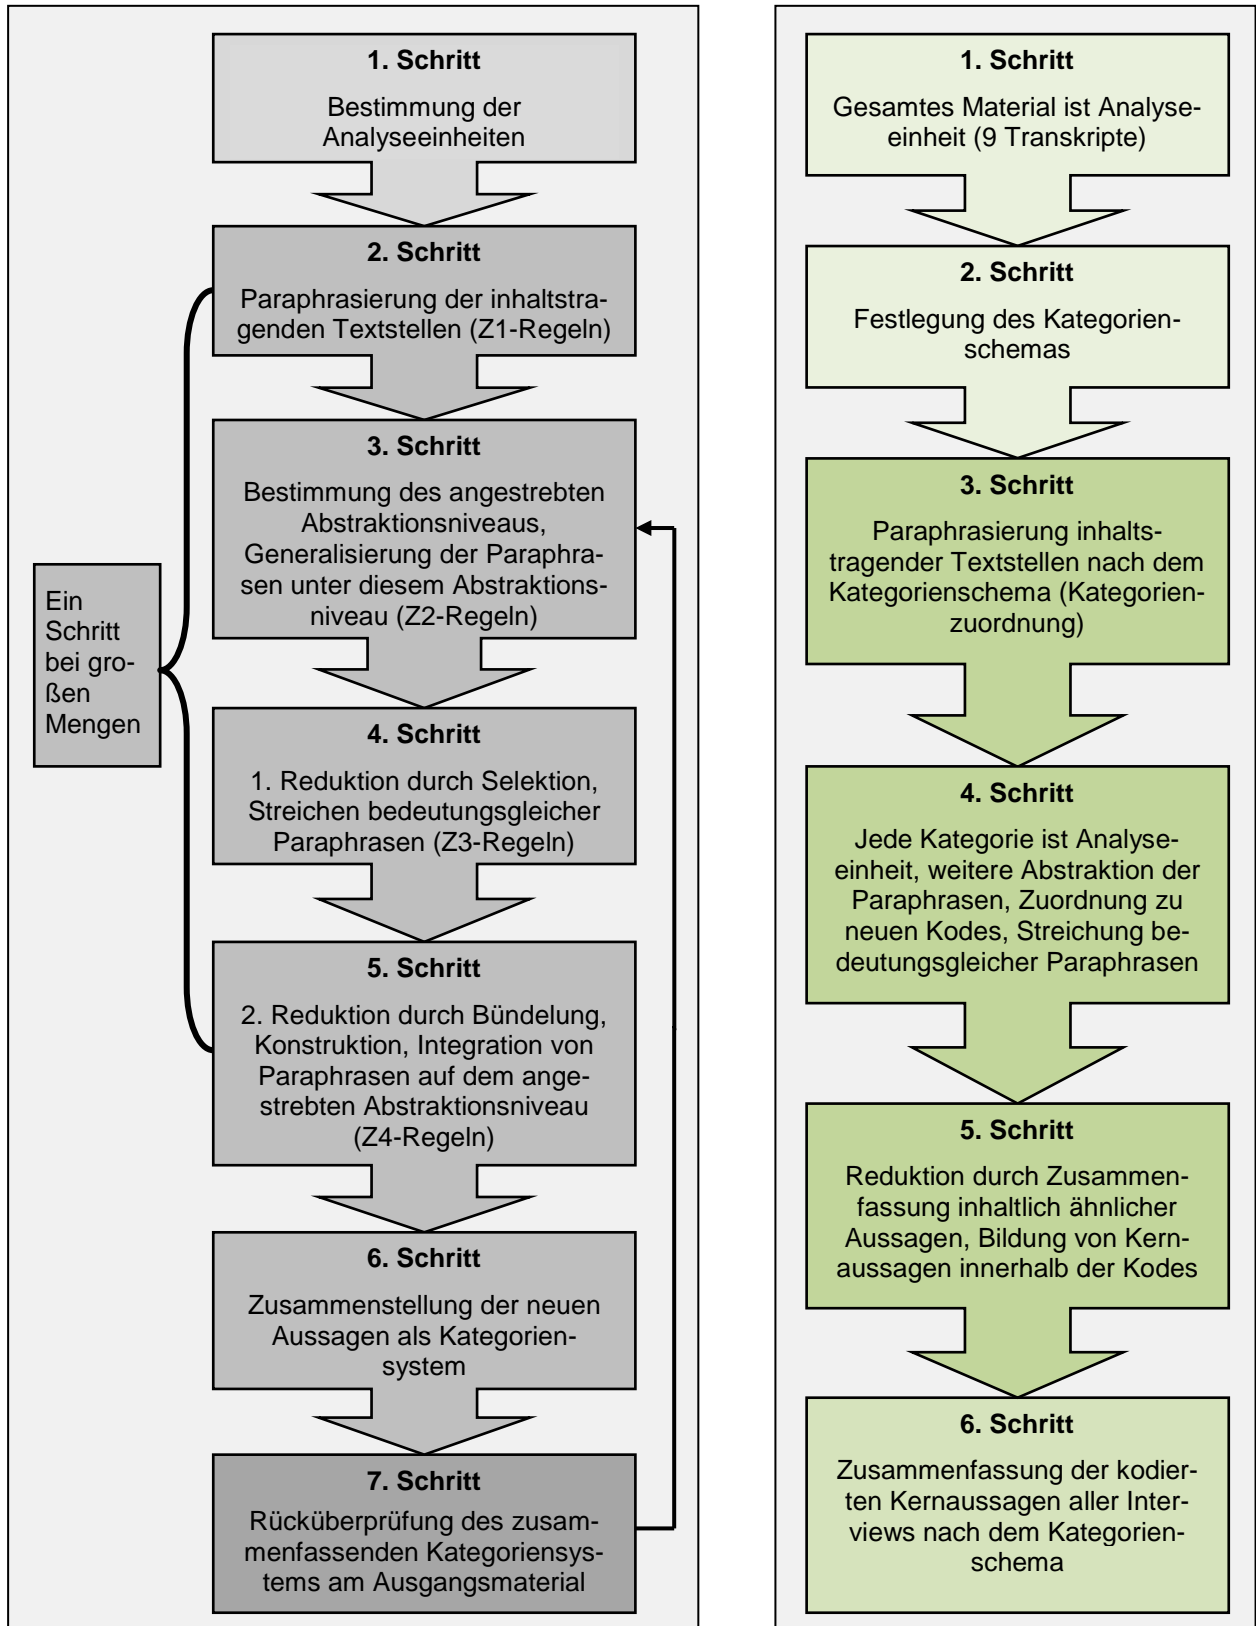 1. Schritt
Bestimmung der
Analyseeinheiten
2. Schritt
Paraphrasierung der inhaltstra-
genden Textstellen (Z1-Regeln)
3. Schritt
Bestimmung des angestrebten
Abstraktionsniveaus,
Generalisierung der Paraphra-
sen unter diesem Abstraktions-
niveau (Z2-Regeln)
Ein
Schritt
bei gro-
ßen
Mengen
4. Schritt
1. Reduktion durch Selektion,
Streichen bedeutungsgleicher
Paraphrasen (Z3-Regeln)
5. Schritt
2. Reduktion durch Bündelung,
Konstruktion, Integration von
Paraphrasen auf dem ange-
strebten Abstraktionsniveau
(Z4-Regeln)
6. Schritt
Zusammenstellung der neuen
Aussagen als Kategorien-
system
7. Schritt
Rücküberprüfung des zusam-
menfassenden Kategoriensys-
tems am Ausgangsmaterial
1. Schritt
Gesamtes Material ist Analyse-
einheit (9 Transkripte)
2. Schritt
Festlegung des Kategorien-
schemas
3. Schritt
Paraphrasierung inhalts-
tragender Textstellen nach dem
Kategorienschema (Kategorien-
zuordnung)
4. Schritt
Jede Kategorie ist Analyse-
einheit, weitere Abstraktion der
Paraphrasen, Zuordnung zu
neuen Kodes, Streichung be-
deutungsgleicher Paraphrasen
5. Schritt
Reduktion durch Zusammen-
fassung inhaltlich ähnlicher
Aussagen, Bildung von Kern-
aussagen innerhalb der Kodes
6. Schritt
Zusammenfassung der kodier-
ten Kernaussagen aller Inter-
views nach dem Kategorien-
schema